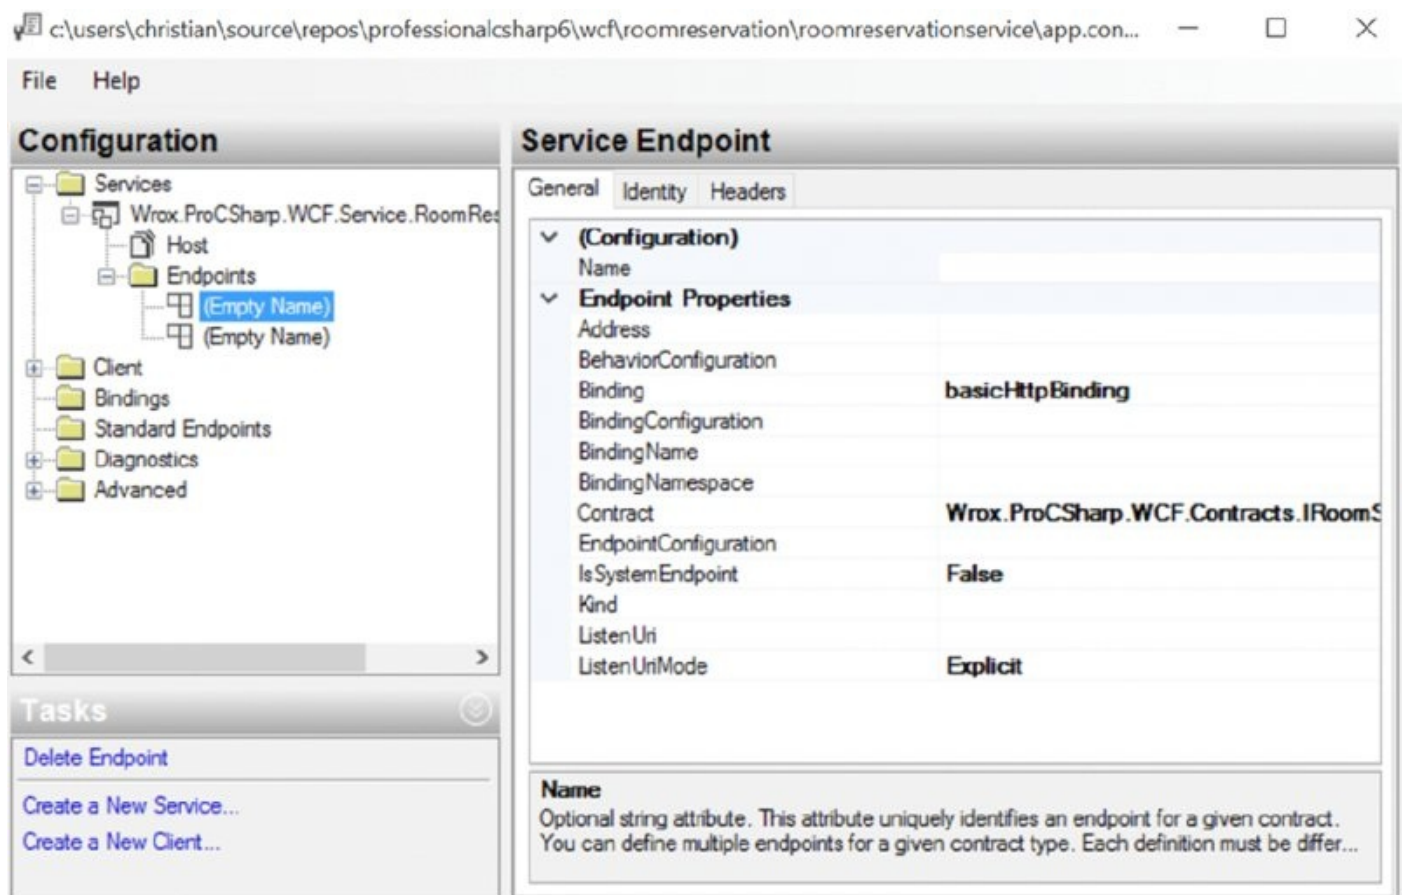 c:\users\christian\source\repos\professionalcsharp6\wcf\roomreservation\roomreservationservice\app.con...
File Help
Configuration
Services
Wrox.ProCSharp.WCF.Service.RoomRes
Host
Endpoints
(Empty Name)
(Empty Name)
Client
Bindings
Standard Endpoints
Diagnostics
Advanced
Tasks
Delete Endpoint
Create a New Service...
Create a New Client...
Service Endpoint
General Identity Headers
(Configuration)
Name
Endpoint Properties
Address
BehaviorConfiguration
Binding basicHttpBinding
BindingConfiguration
BindingName
BindingNamespace
Contract Wrox.ProCSharp.WCF.Contracts.IRoomS
EndpointConfiguration
IsSystemEndpoint False
Kind
ListenUri
ListenUriMode Explicit
Name
Optional string attribute. This attribute uniquely identifies an endpoint for a given contract.
You can define multiple endpoints for a given contract type. Each definition must be differ...